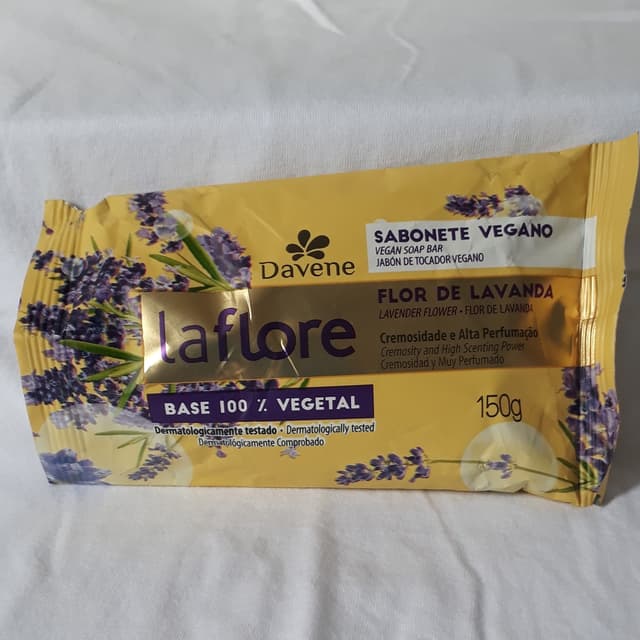 Davene
SABONETE VEGANO
VEGAN SOAP BAR
JABÓN DE TOCADOR VEGANO
laflore
FLOR DE LAVANDA
LAVENDER FLOWER • FLOR DE LAVANDA
Cremosidade e Alta Perfumação
Cremosity and High Scenting Power
Cremosidad y Muy Perfumado
BASE 100 % VEGETAL
150g
Dermatologicamente testado • Dermatologically tested
Dermatológicamente Comprobado